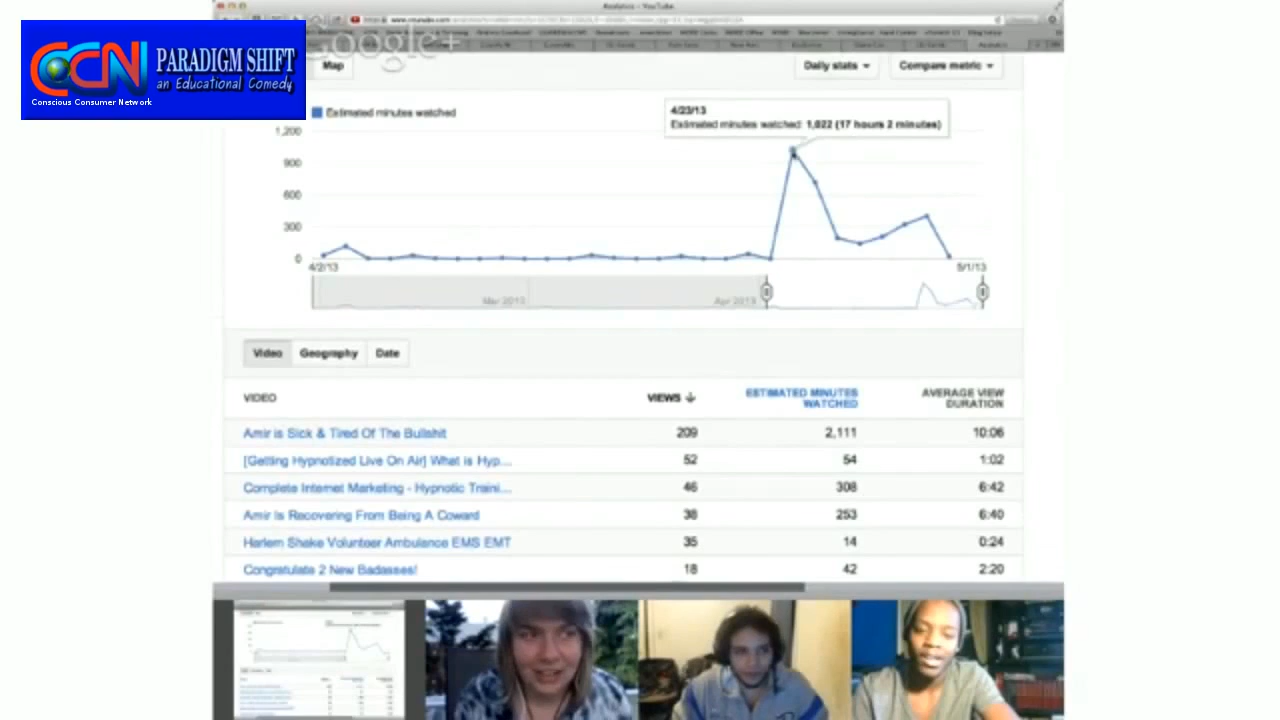 Analytics - YouTube
Google+
CCN PARADIGM SHIFT
an Educational Comedy
Conscious Consumer Network
Map
Daily stats
Compare metric
Estimated minutes watched
4/23/13
Estimated minutes watched: 1,022 (17 hours 2 minutes)
1,200
900
600
300
0
4/2/13
5/1/13
Mar 2013
Apr 2013
Video Geography Date
VIDEO VIEWS ESTIMATED MINUTES WATCHED AVERAGE VIEW DURATION
Amir is Sick & Tired Of The Bullshit 209 2,111 10:06
[Getting Hypnotized Live On Air] What is Hyp... 52 54 1:02
Complete Internet Marketing - Hypnotic Traini... 46 308 6:42
Amir Is Recovering From Being A Coward 38 253 6:40
Harlem Shake Volunteer Ambulance EMS EMT 35 14 0:24
Congratulate 2 New Badasses! 18 42 2:20